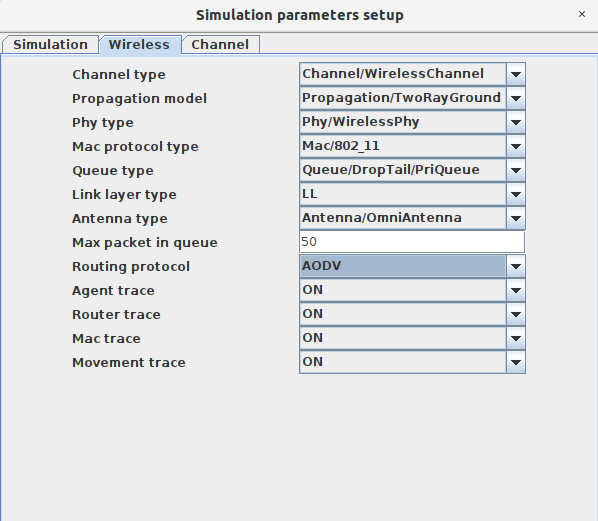 Simulation parameters setup ×
Simulation Wireless Channel
Channel type Channel/WirelessChannel
Propagation model Propagation/TwoRayGround
Phy type Phy/WirelessPhy
Mac protocol type Mac/802_11
Queue type Queue/DropTail/PriQueue
Link layer type LL
Antenna type Antenna/OmniAntenna
Max packet in queue 50
Routing protocol AODV
Agent trace ON
Router trace ON
Mac trace ON
Movement trace ON